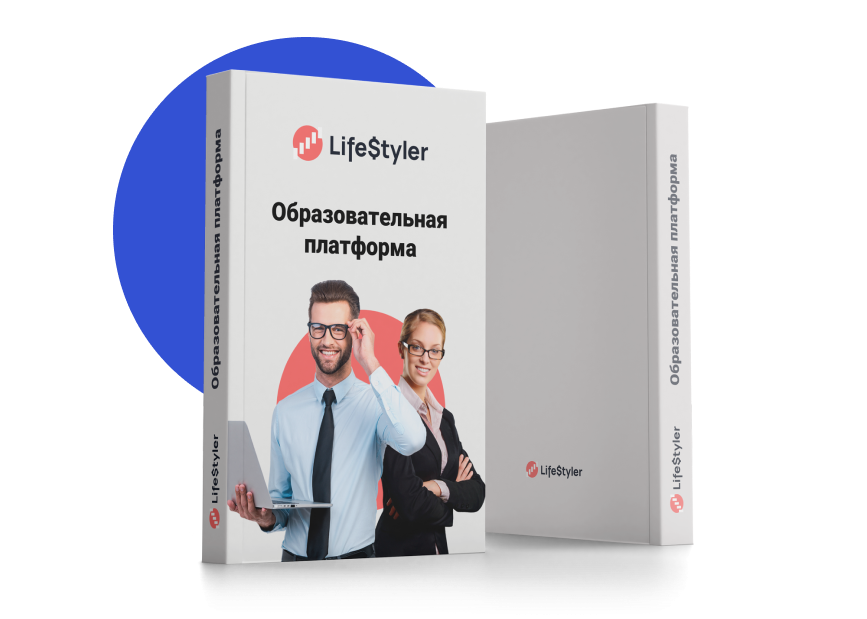 Life$tyler
Образовательная
платформа
Образовательная платформа
Life$tyler
Life$tyler
Образовательная платформа
Life$tyler